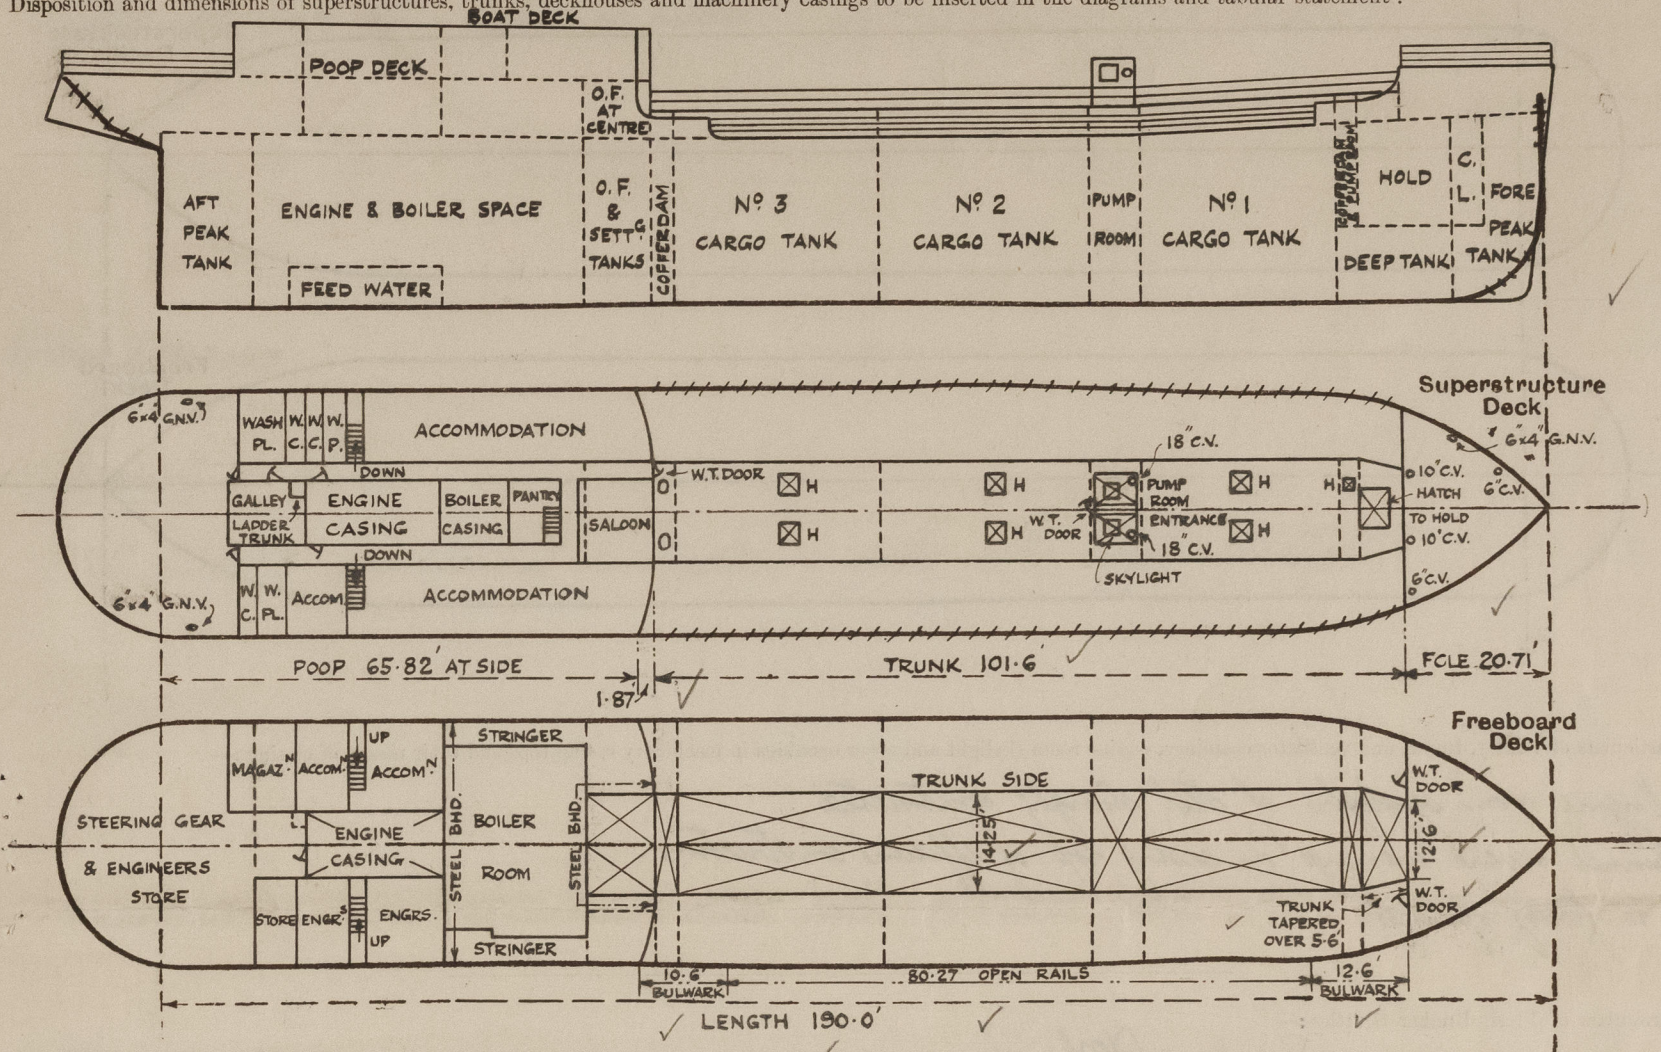 Disposition and dimensions of superstructures, trunks, deckhouses and machinery casings to be inserted in the diagrams and tabular statement :
BOAT DECK
POOP DECK
O.F.
AT
CENTRE
AFT
PEAK
TANK
ENGINE & BOILER SPACE
FEED WATER
O.F.
&
SETTG
TANKS
COFFERDAM
No 3
CARGO TANK
No 2
CARGO TANK
PUMP
ROOM
No 1
CARGO TANK
COFFERDAM
& PUMPERM
HOLD
DEEP TANK
C.
L.
FORE
PEAK
TANK
Superstructure
Deck
6"x4" G.N.V.
WASH
PL.
W.
C.
W.
C.
W.
P.
ACCOMMODATION
DOWN
W.T. DOOR
18" C.V.
6"x4" G.N.V.
GALLEY
LADDER
TRUNK
ENGINE
CASING
BOILER
CASING
PANTRY
SALOON
H
H
H
H
W.T.
DOOR
PUMP
ROOM
ENTRANCE
18" C.V.
SKYLIGHT
H
H
H
10" C.V.
6" C.V.
HATCH
TO HOLD
10" C.V.
6" C.V.
DOWN
6"x4" G.N.V.
W.
C.
W.
PL.
ACCOM.
ACCOMMODATION
POOP 65.82' AT SIDE
1.87'
TRUNK 101.6'
FCLE 20.71'
Freeboard
Deck
STEERING GEAR
& ENGINEERS
STORE
MAGAZN
ACCOMN
UP
ACCOMN
ENGINE
CASING
STORE
ENGRS
UP
ENGRS.
STEEL BHD.
STRINGER
BOILER
ROOM
STRINGER
STEEL BHD.
TRUNK SIDE
14.25'
W.T.
DOOR
12.6'
W.T.
DOOR
TRUNK
TAPERED
OVER 5.6'
10.6'
BULWARK
80.27' OPEN RAILS
12.6'
BULWARK
LENGTH 190.0'